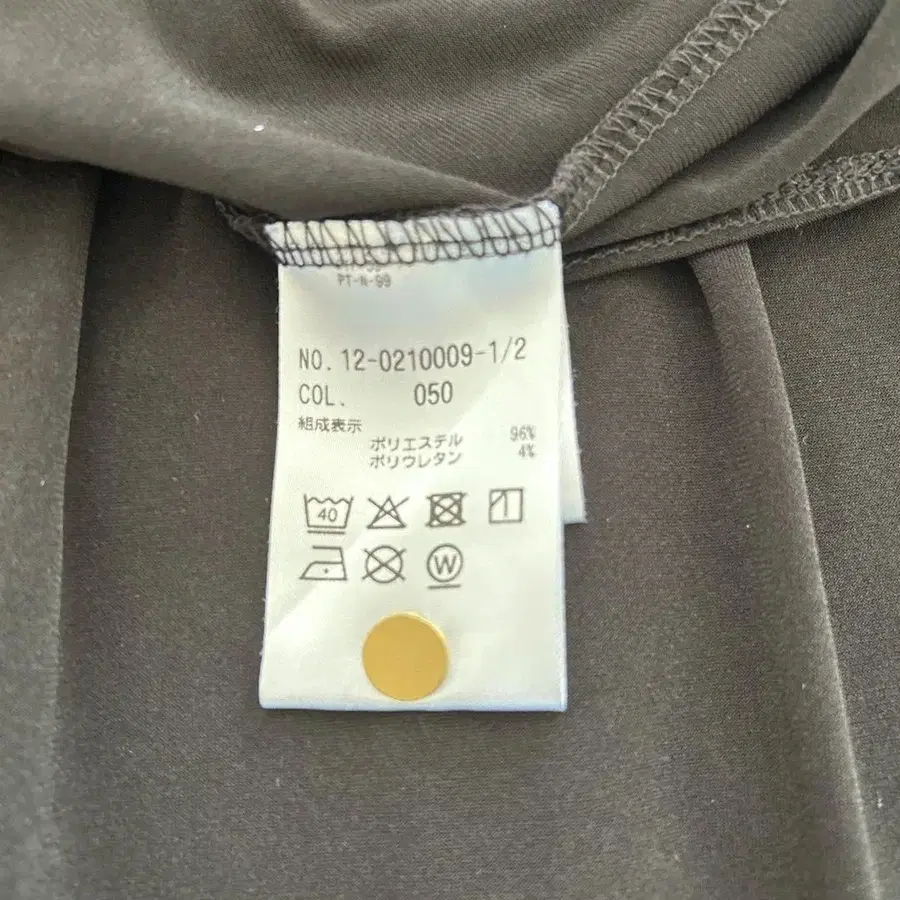 PT-N-99
NO. 12-0210009-1/2
COL. 050
組成表示
ポリエステル 96%
ポリウレタン 4%
40
W